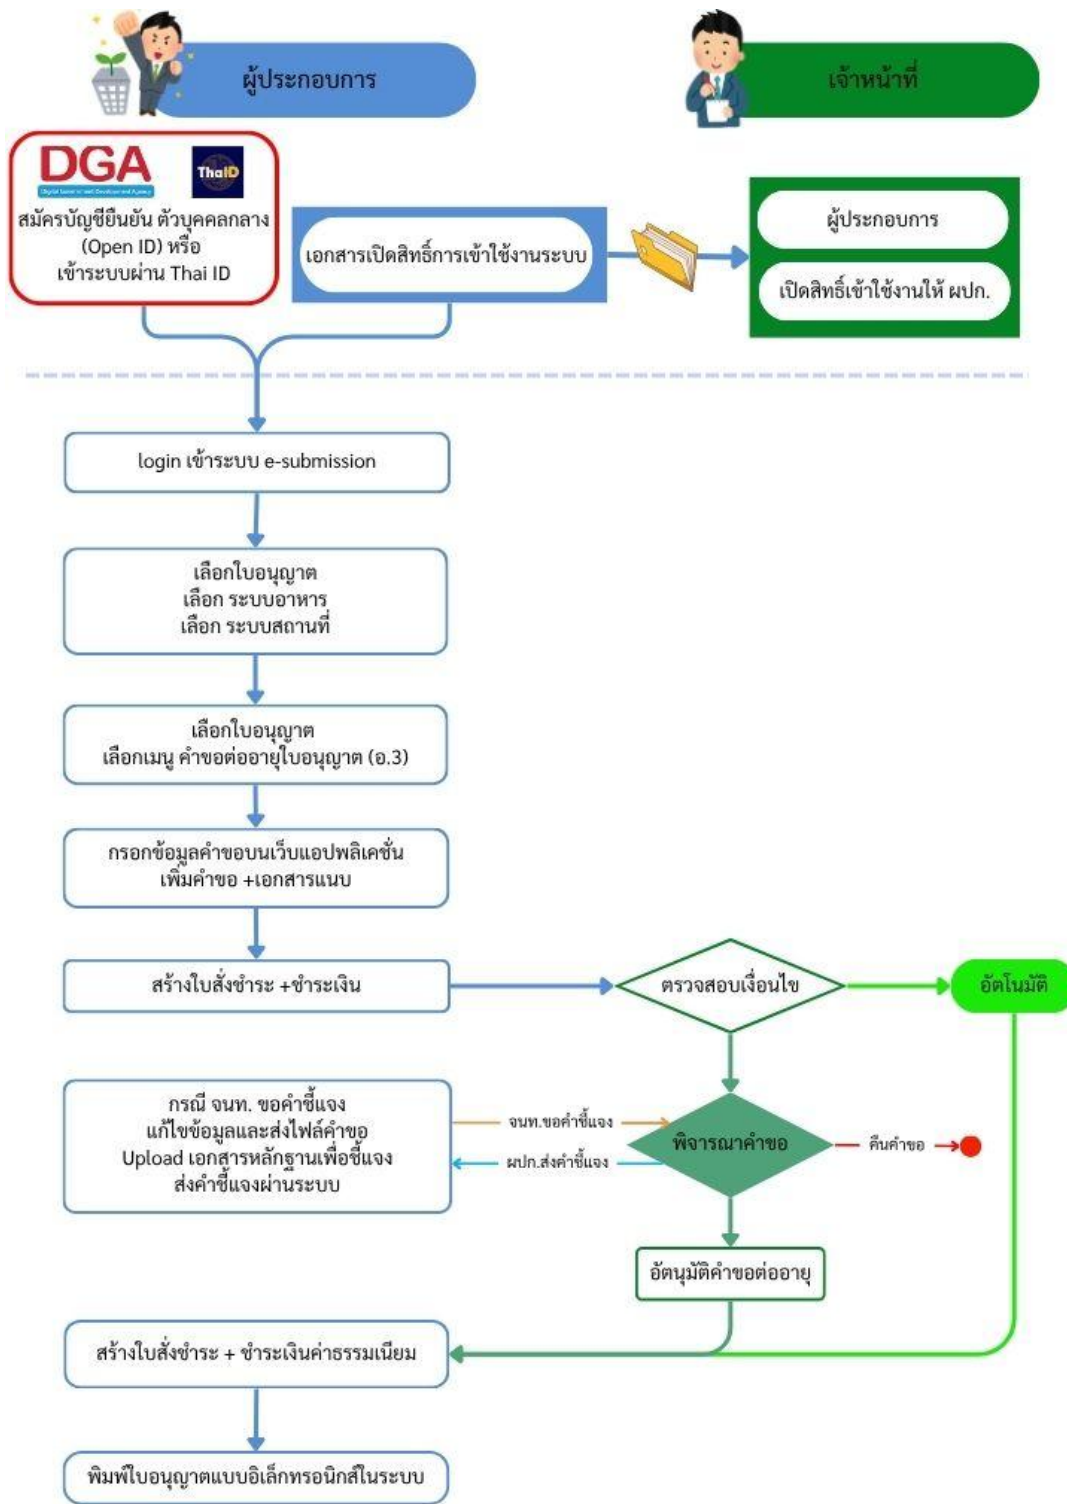 ผู้ประกอบการ
เจ้าหน้าที่
DGA
Digital Government Development Agency
ThaID
สมัครบัญชียืนยัน ตัวบุคคลกลาง
(Open ID) หรือ
เข้าระบบผ่าน Thai ID
เอกสารเปิดสิทธิ์การเข้าใช้งานระบบ
ผู้ประกอบการ
เปิดสิทธิ์เข้าใช้งานให้ ผปก.
login เข้าระบบ e-submission
เลือกใบอนุญาต
เลือก ระบบอาหาร
เลือก ระบบสถานที่
เลือกใบอนุญาต
เลือกเมนู คำขอต่ออายุใบอนุญาต (อ.3)
กรอกข้อมูลคำขอบนเว็บแอปพลิเคชั่น
เพิ่มคำขอ +เอกสารแนบ
สร้างใบสั่งชำระ +ชำระเงิน
ตรวจสอบเงื่อนไข
อัตโนมัติ
กรณี จนท. ขอคำชี้แจง
แก้ไขข้อมูลและส่งไฟล์คำขอ
Upload เอกสารหลักฐานเพื่อชี้แจง
ส่งคำชี้แจงผ่านระบบ
จนท.ขอคำชี้แจง
ผปก.ส่งคำชี้แจง
พิจารณาคำขอ
คืนคำขอ
อัตนุมัติคำขอต่ออายุ
สร้างใบสั่งชำระ + ชำระเงินค่าธรรมเนียม
พิมพ์ใบอนุญาตแบบอิเล็กทรอนิกส์ในระบบ